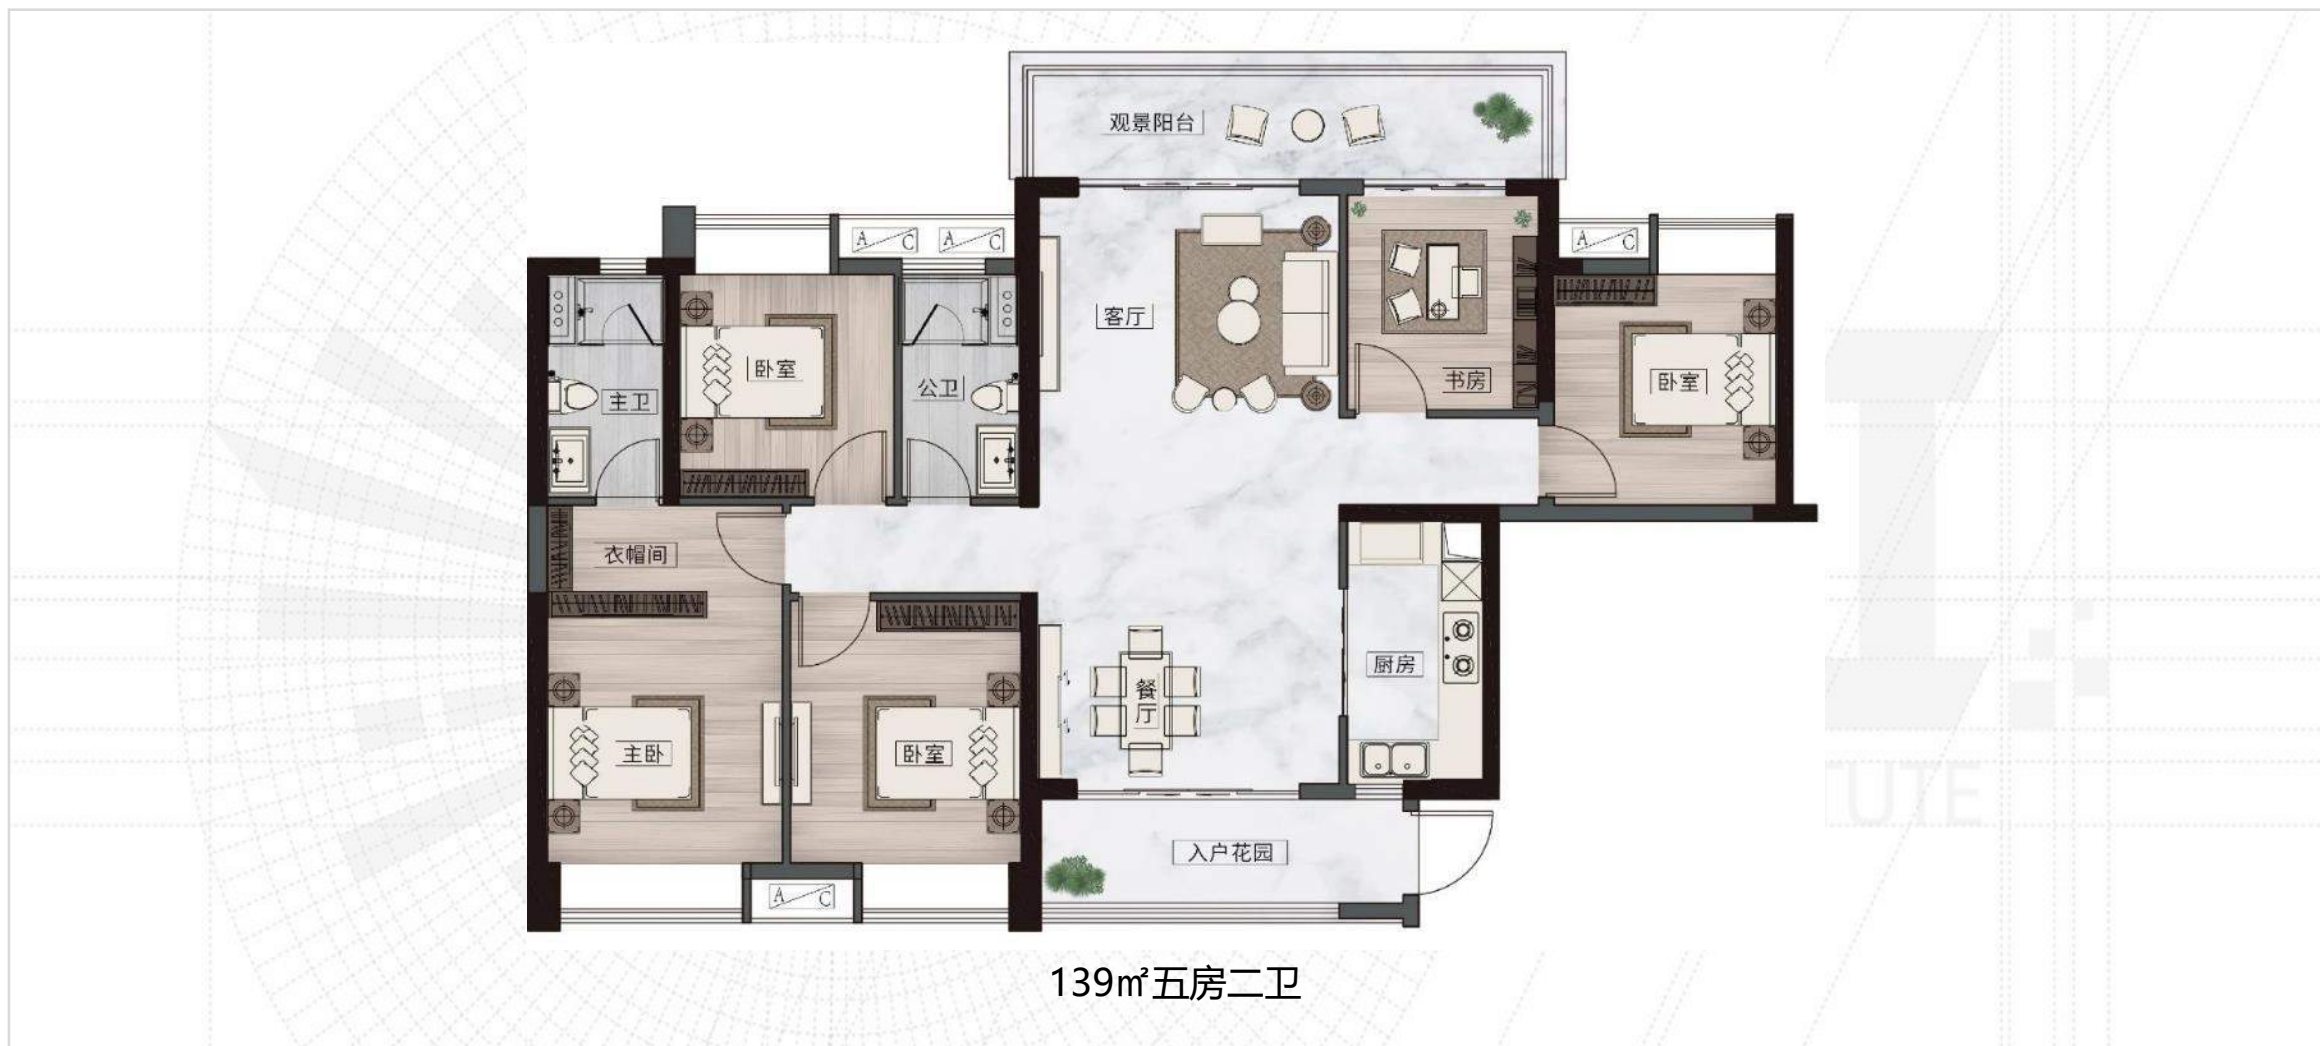 观景阳台
A/C
A/C
A/C
客厅
卧室
公卫
主卫
书房
卧室
衣帽间
厨房
餐厅
主卧
卧室
入户花园
A/C
139㎡五房二卫
TUTE